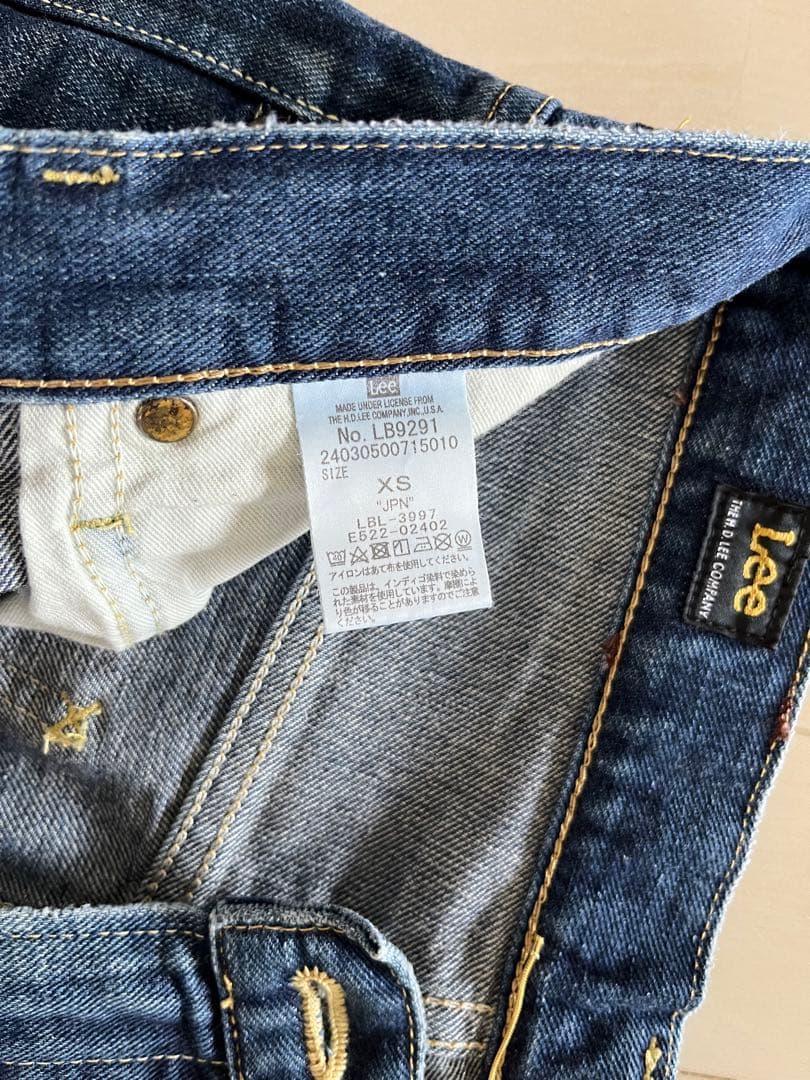 Lee
MADE UNDER LICENSE FROM
THE H.D.LEE COMPANY,INC.,U.S.A.
No. LB9291
24030500715010
SIZE
XS
"JPN"
LBL-3997
E522-02402
アイロンはあて布を使用してください。
この製品は、インディゴ染料で染めら
れた素材を使用しています。摩擦によ
り色が移ることがありますのでご注意
ください。
Lee
THE H.D.LEE COMPANY.